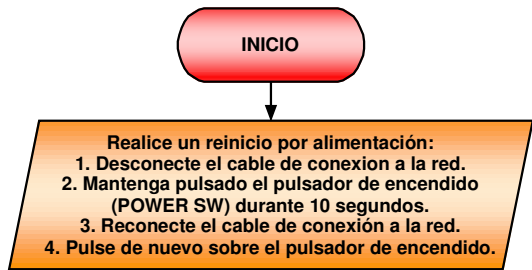 INICIO
Realice un reinicio por alimentación:
1. Desconecte el cable de conexion a la red.
2. Mantenga pulsado el pulsador de encendido
(POWER SW) durante 10 segundos.
3. Reconecte el cable de conexión a la red.
4. Pulse de nuevo sobre el pulsador de encendido.